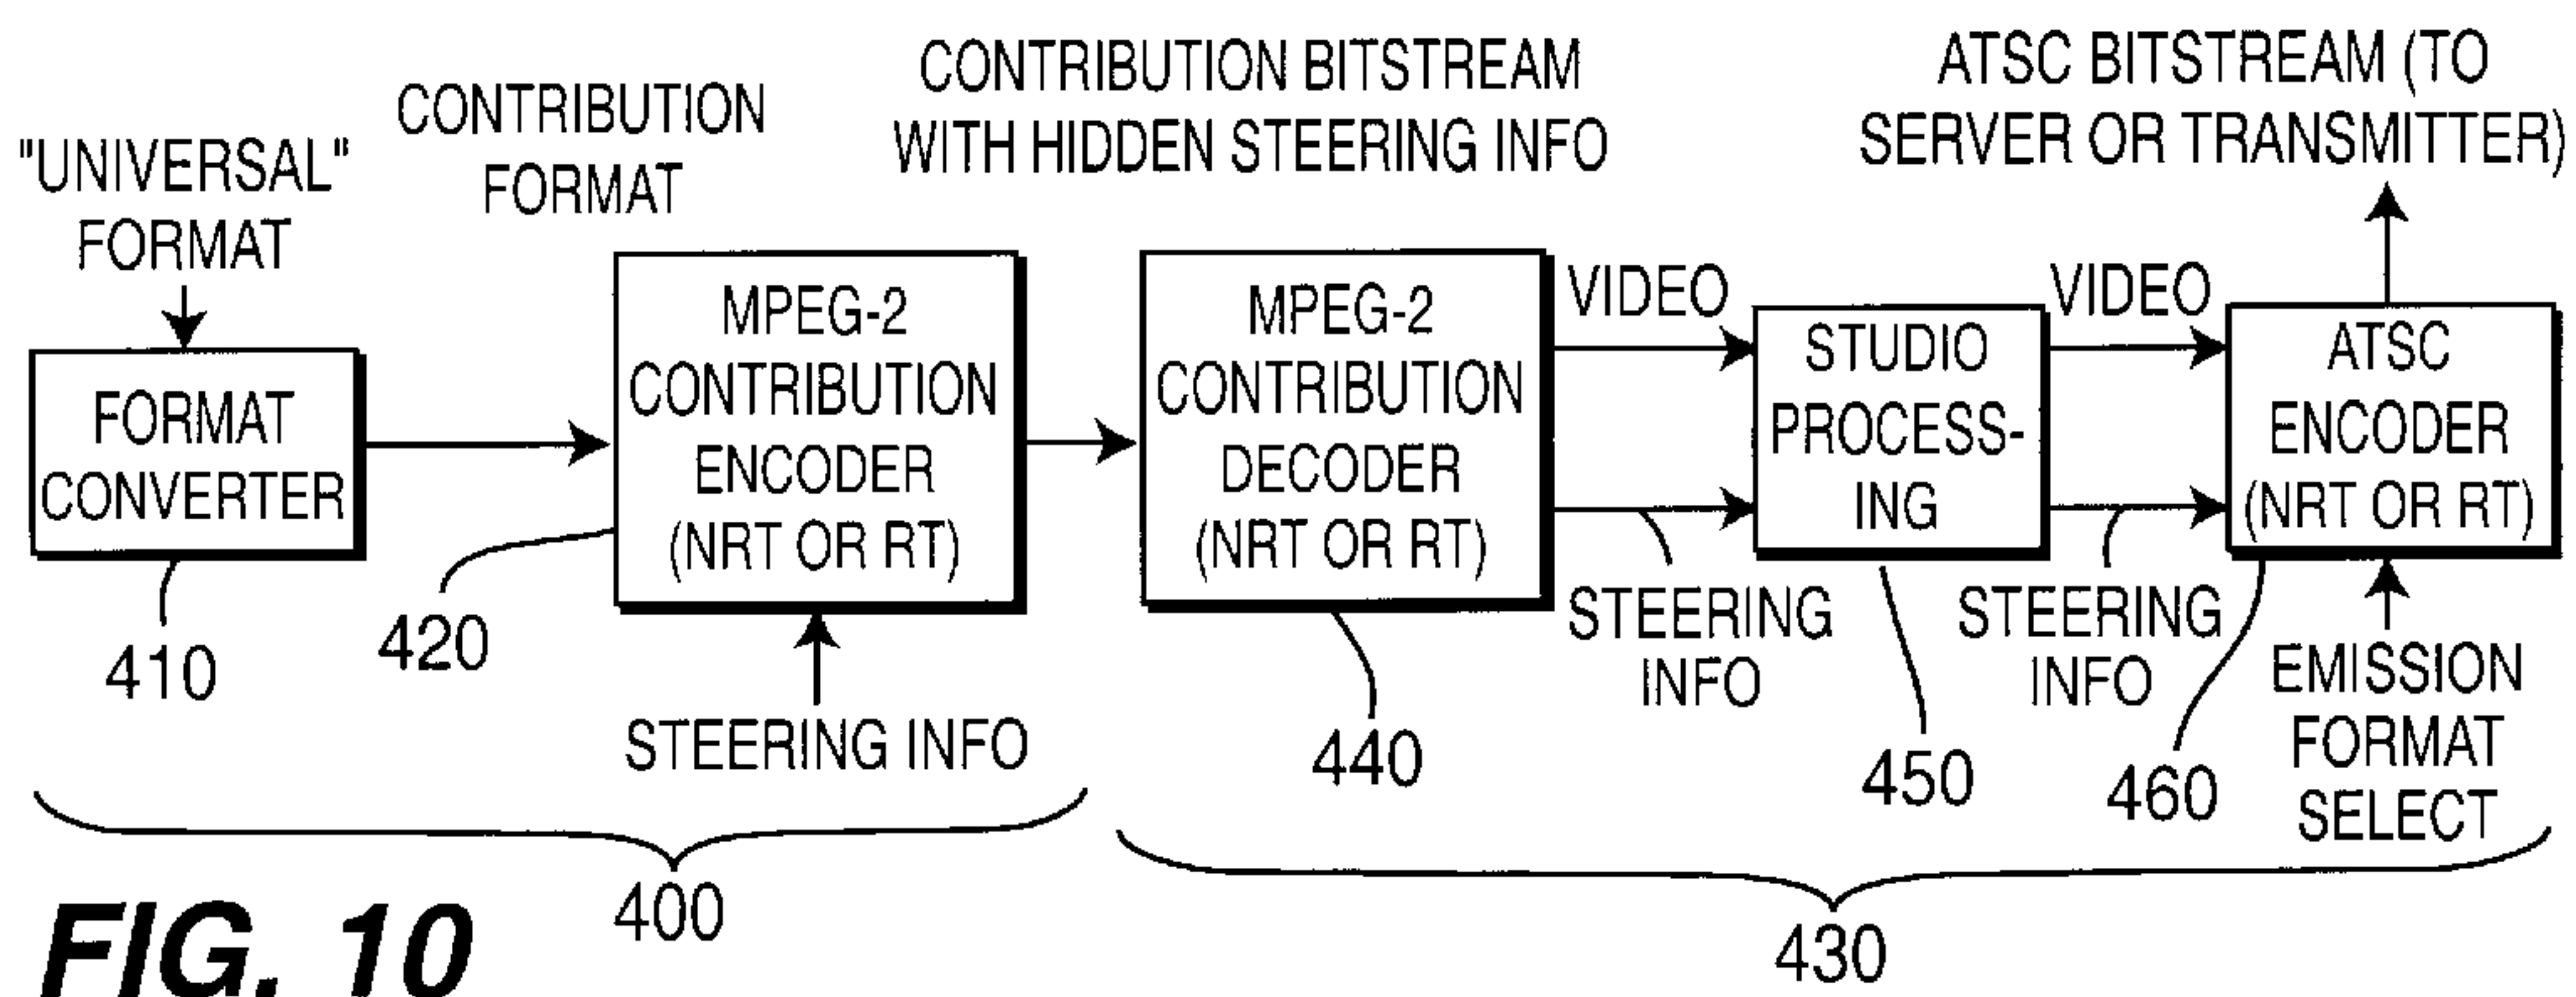 "UNIVERSAL"
FORMAT
CONTRIBUTION
FORMAT
CONTRIBUTION BITSTREAM
WITH HIDDEN STEERING INFO
ATSC BITSTREAM (TO
SERVER OR TRANSMITTER)
FORMAT
CONVERTER
410
MPEG-2
CONTRIBUTION
ENCODER
(NRT OR RT)
420
STEERING INFO
400
MPEG-2
CONTRIBUTION
DECODER
(NRT OR RT)
440
VIDEO
STEERING
INFO
STUDIO
PROCESS-
ING
450
VIDEO
STEERING
INFO
ATSC
ENCODER
(NRT OR RT)
460
EMISSION
FORMAT
SELECT
430
FIG. 10